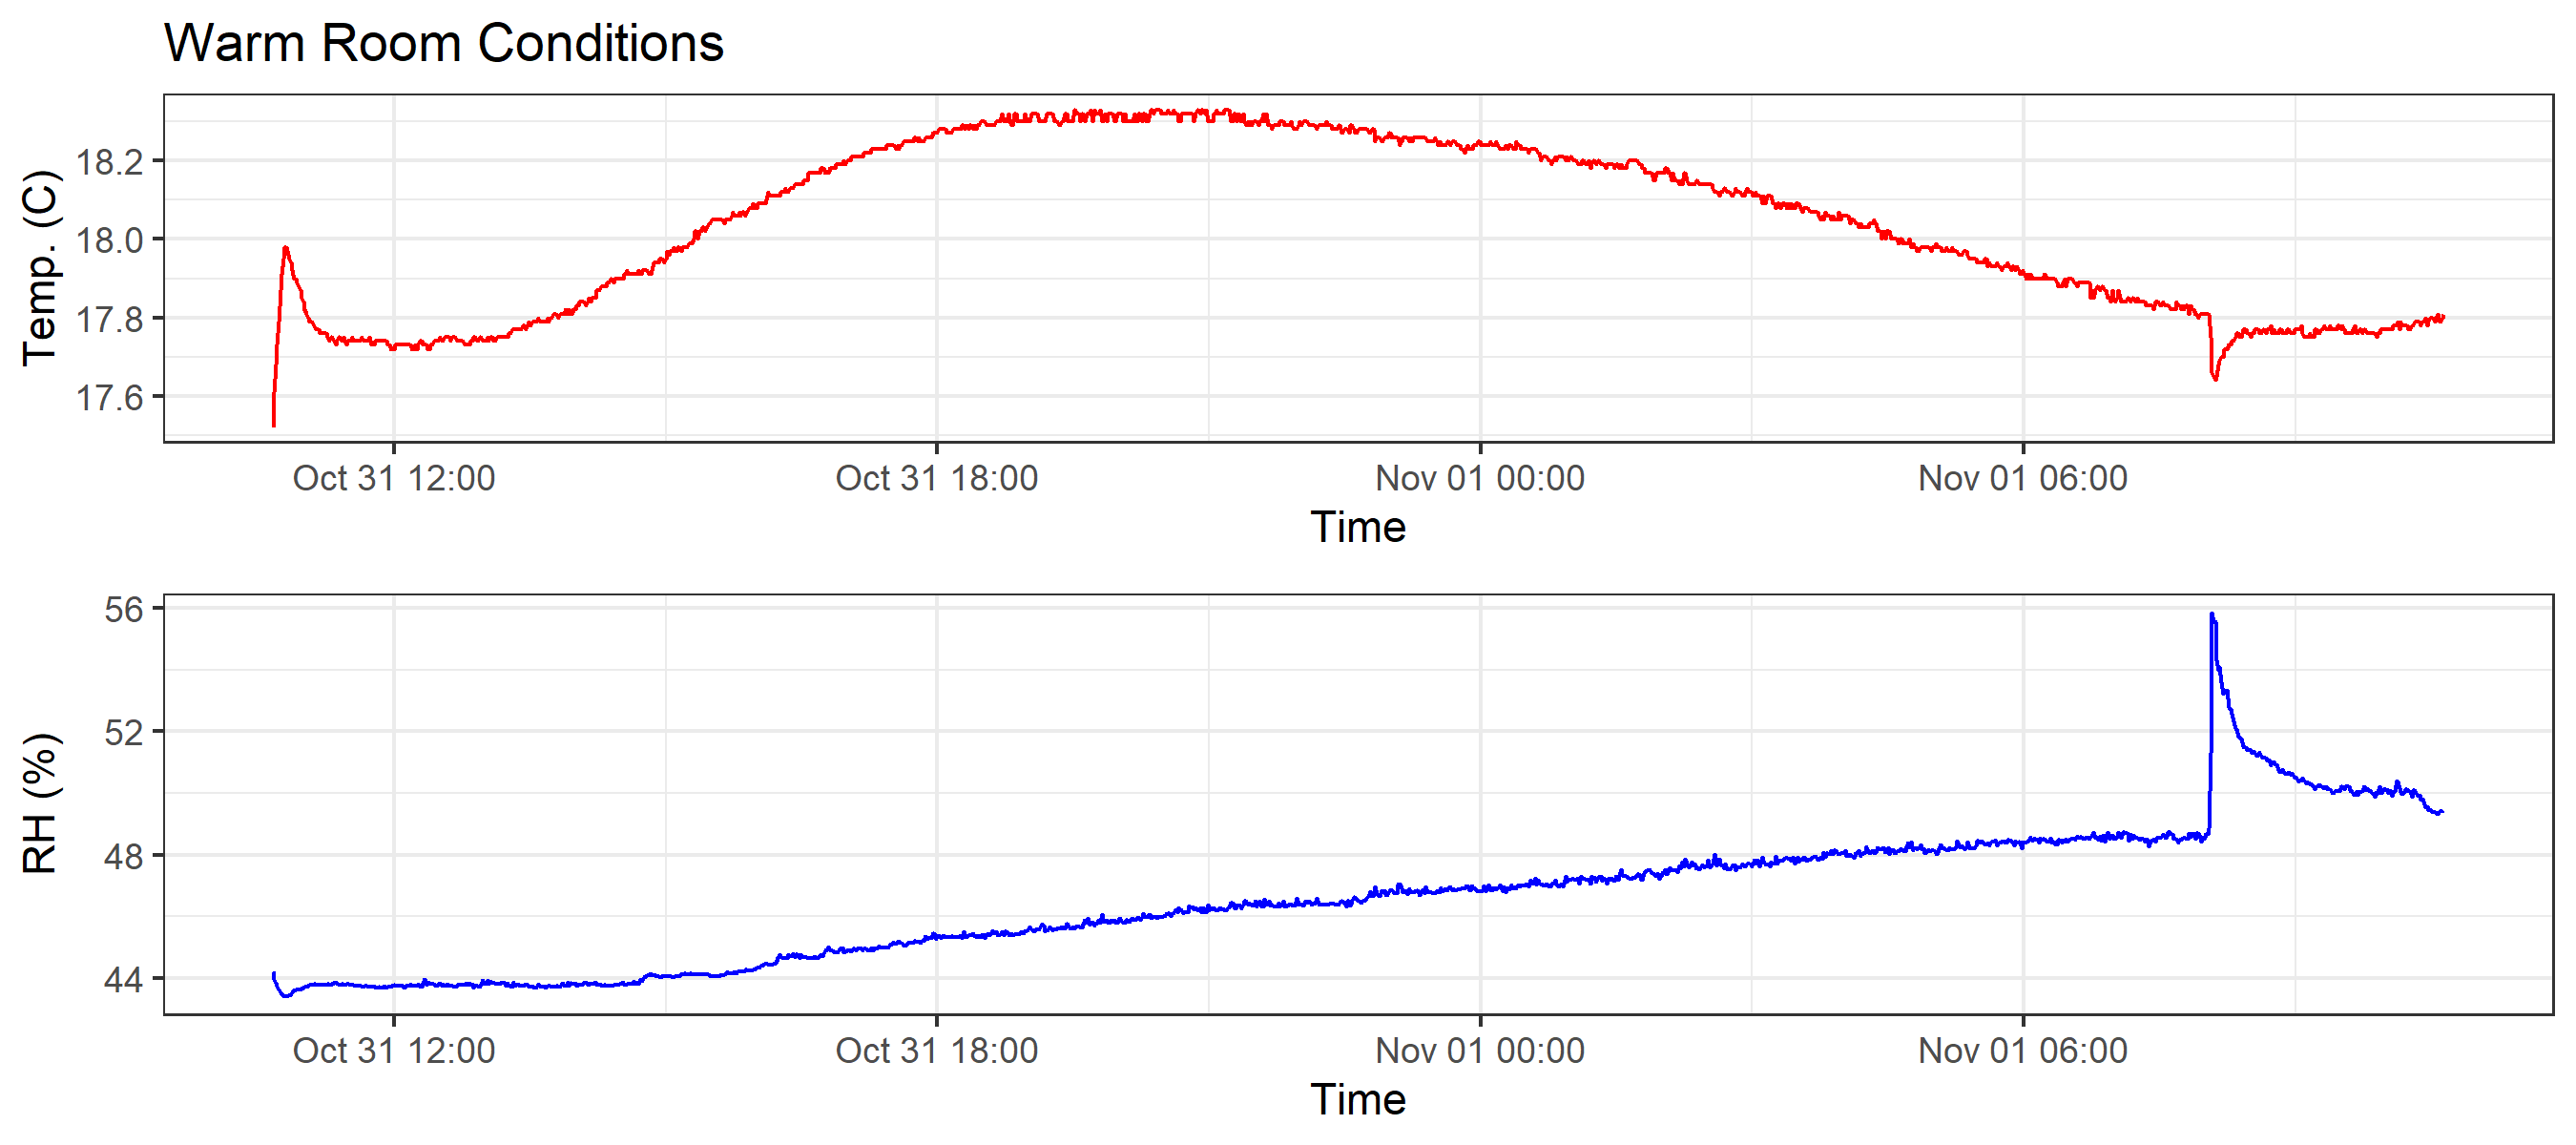 Warm Room Conditions
Temp. (C)
18.2
18.0
17.8
17.6
Oct 31 12:00 Oct 31 18:00 Nov 01 00:00 Nov 01 06:00
Time
RH (%)
56
52
48
44
Oct 31 12:00 Oct 31 18:00 Nov 01 00:00 Nov 01 06:00
Time